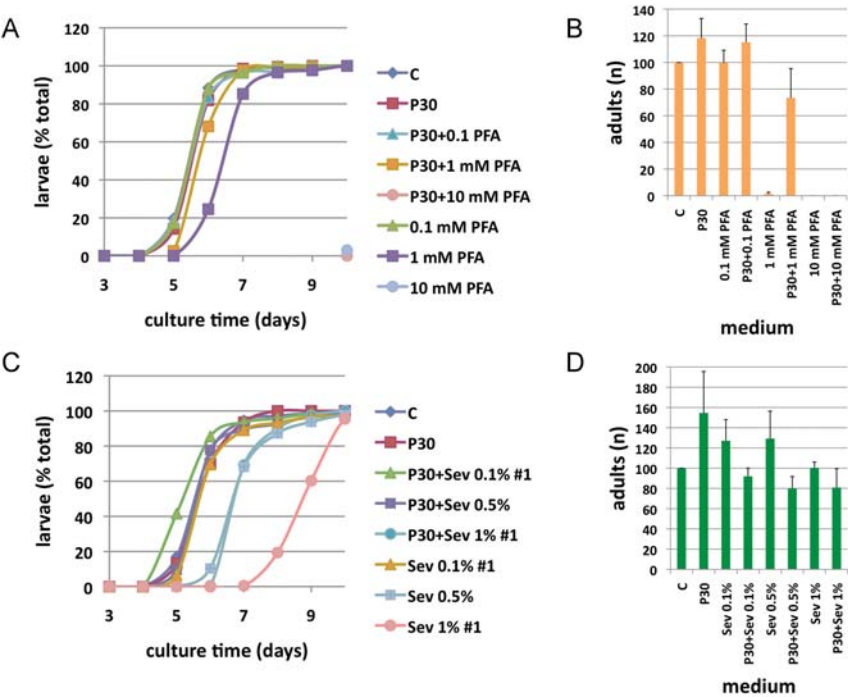 A
120
100
80
60
40
20
0
larvae (% total)
3 5 7 9
culture time (days)
C
P30
P30+0.1 PFA
P30+1 mM PFA
P30+10 mM PFA
0.1 mM PFA
1 mM PFA
10 mM PFA
B
140
120
100
80
60
40
20
0
adults (n)
C
P30
0.1 mM PFA
P30+0.1 PFA
1 mM PFA
P30+1 mM PFA
10 mM PFA
P30+10 mM PFA
medium
C
120
100
80
60
40
20
0
larvae (% total)
3 5 7 9
culture time (days)
C
P30
P30+Sev 0.1% #1
P30+Sev 0.5%
P30+Sev 1% #1
Sev 0.1% #1
Sev 0.5%
Sev 1% #1
D
200
180
160
140
120
100
80
60
40
20
0
adults (n)
C
P30
Sev 0.1%
P30+Sev 0.1%
Sev 0.5%
P30+Sev 0.5%
Sev 1%
P30+Sev 1%
medium